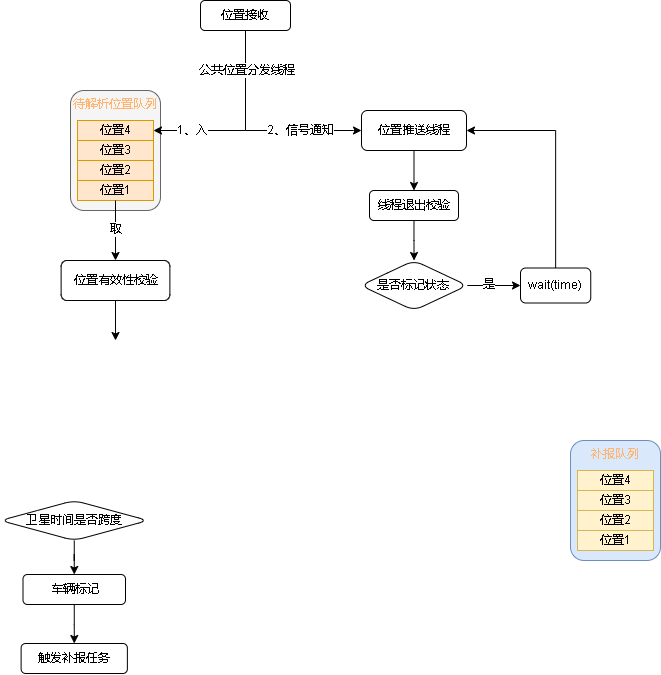 位置接收
公共位置分发线程
待解析位置队列
位置4
位置3
位置2
位置1
1、入
2、信号通知
位置推送线程
取
线程退出校验
位置有效性校验
是否标记状态
是
wait(time)
补报队列
位置4
位置3
位置2
位置1
卫星时间是否跨度
车辆标记
触发补报任务